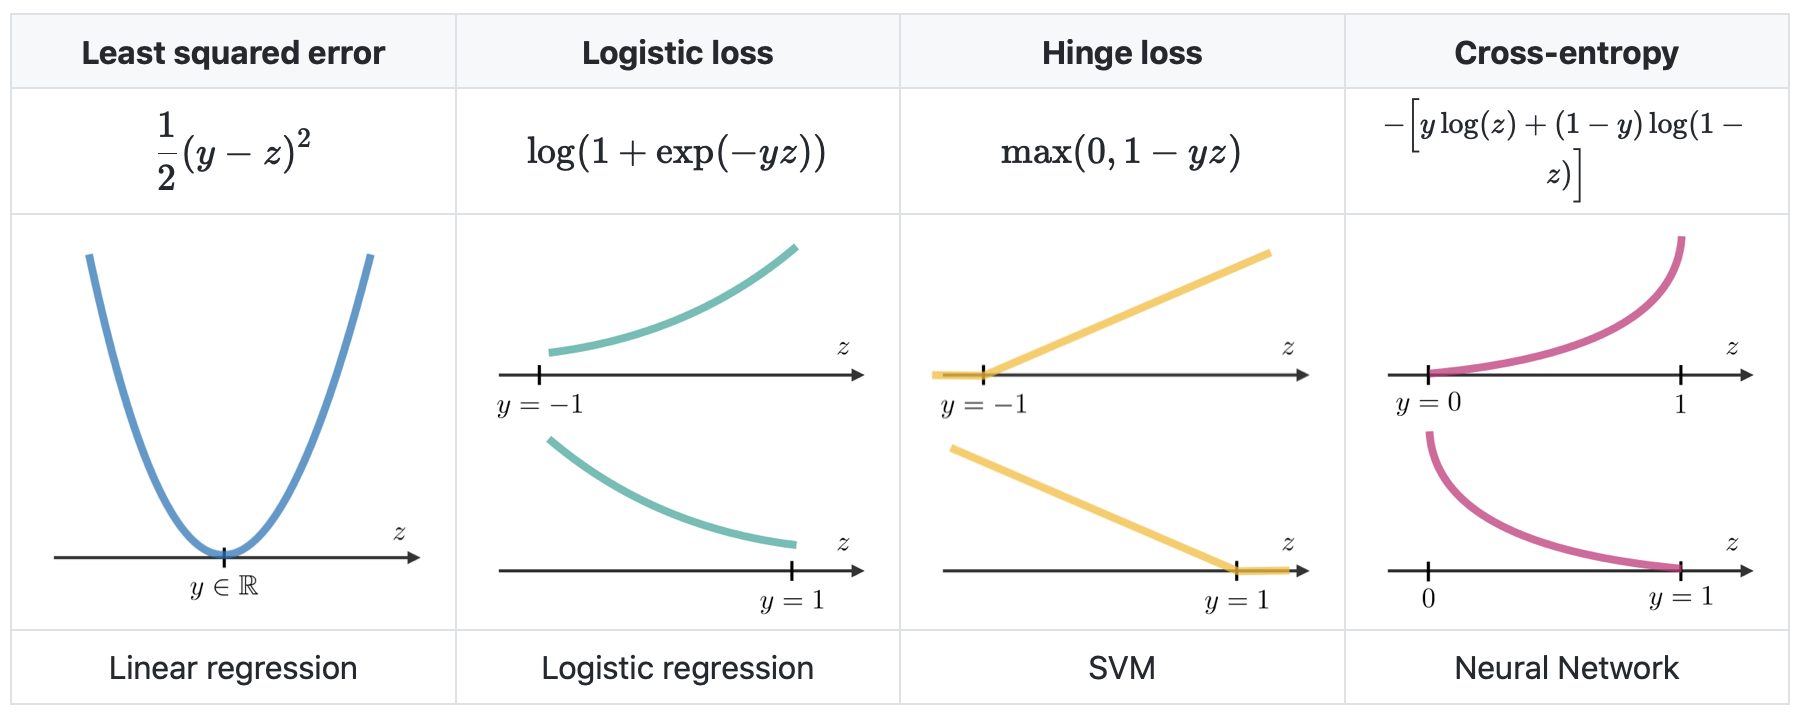 Least squared error
Logistic loss
Hinge loss
Cross-entropy
1/2 (y − z)²
log(1 + exp(−yz))
max(0, 1 − yz)
−[y log(z) + (1 − y) log(1 −
z)]
z
y ∈ ℝ
z
y = −1
z
y = 1
z
y = −1
z
y = 1
z
y = 0
1
z
0
y = 1
Linear regression
Logistic regression
SVM
Neural Network